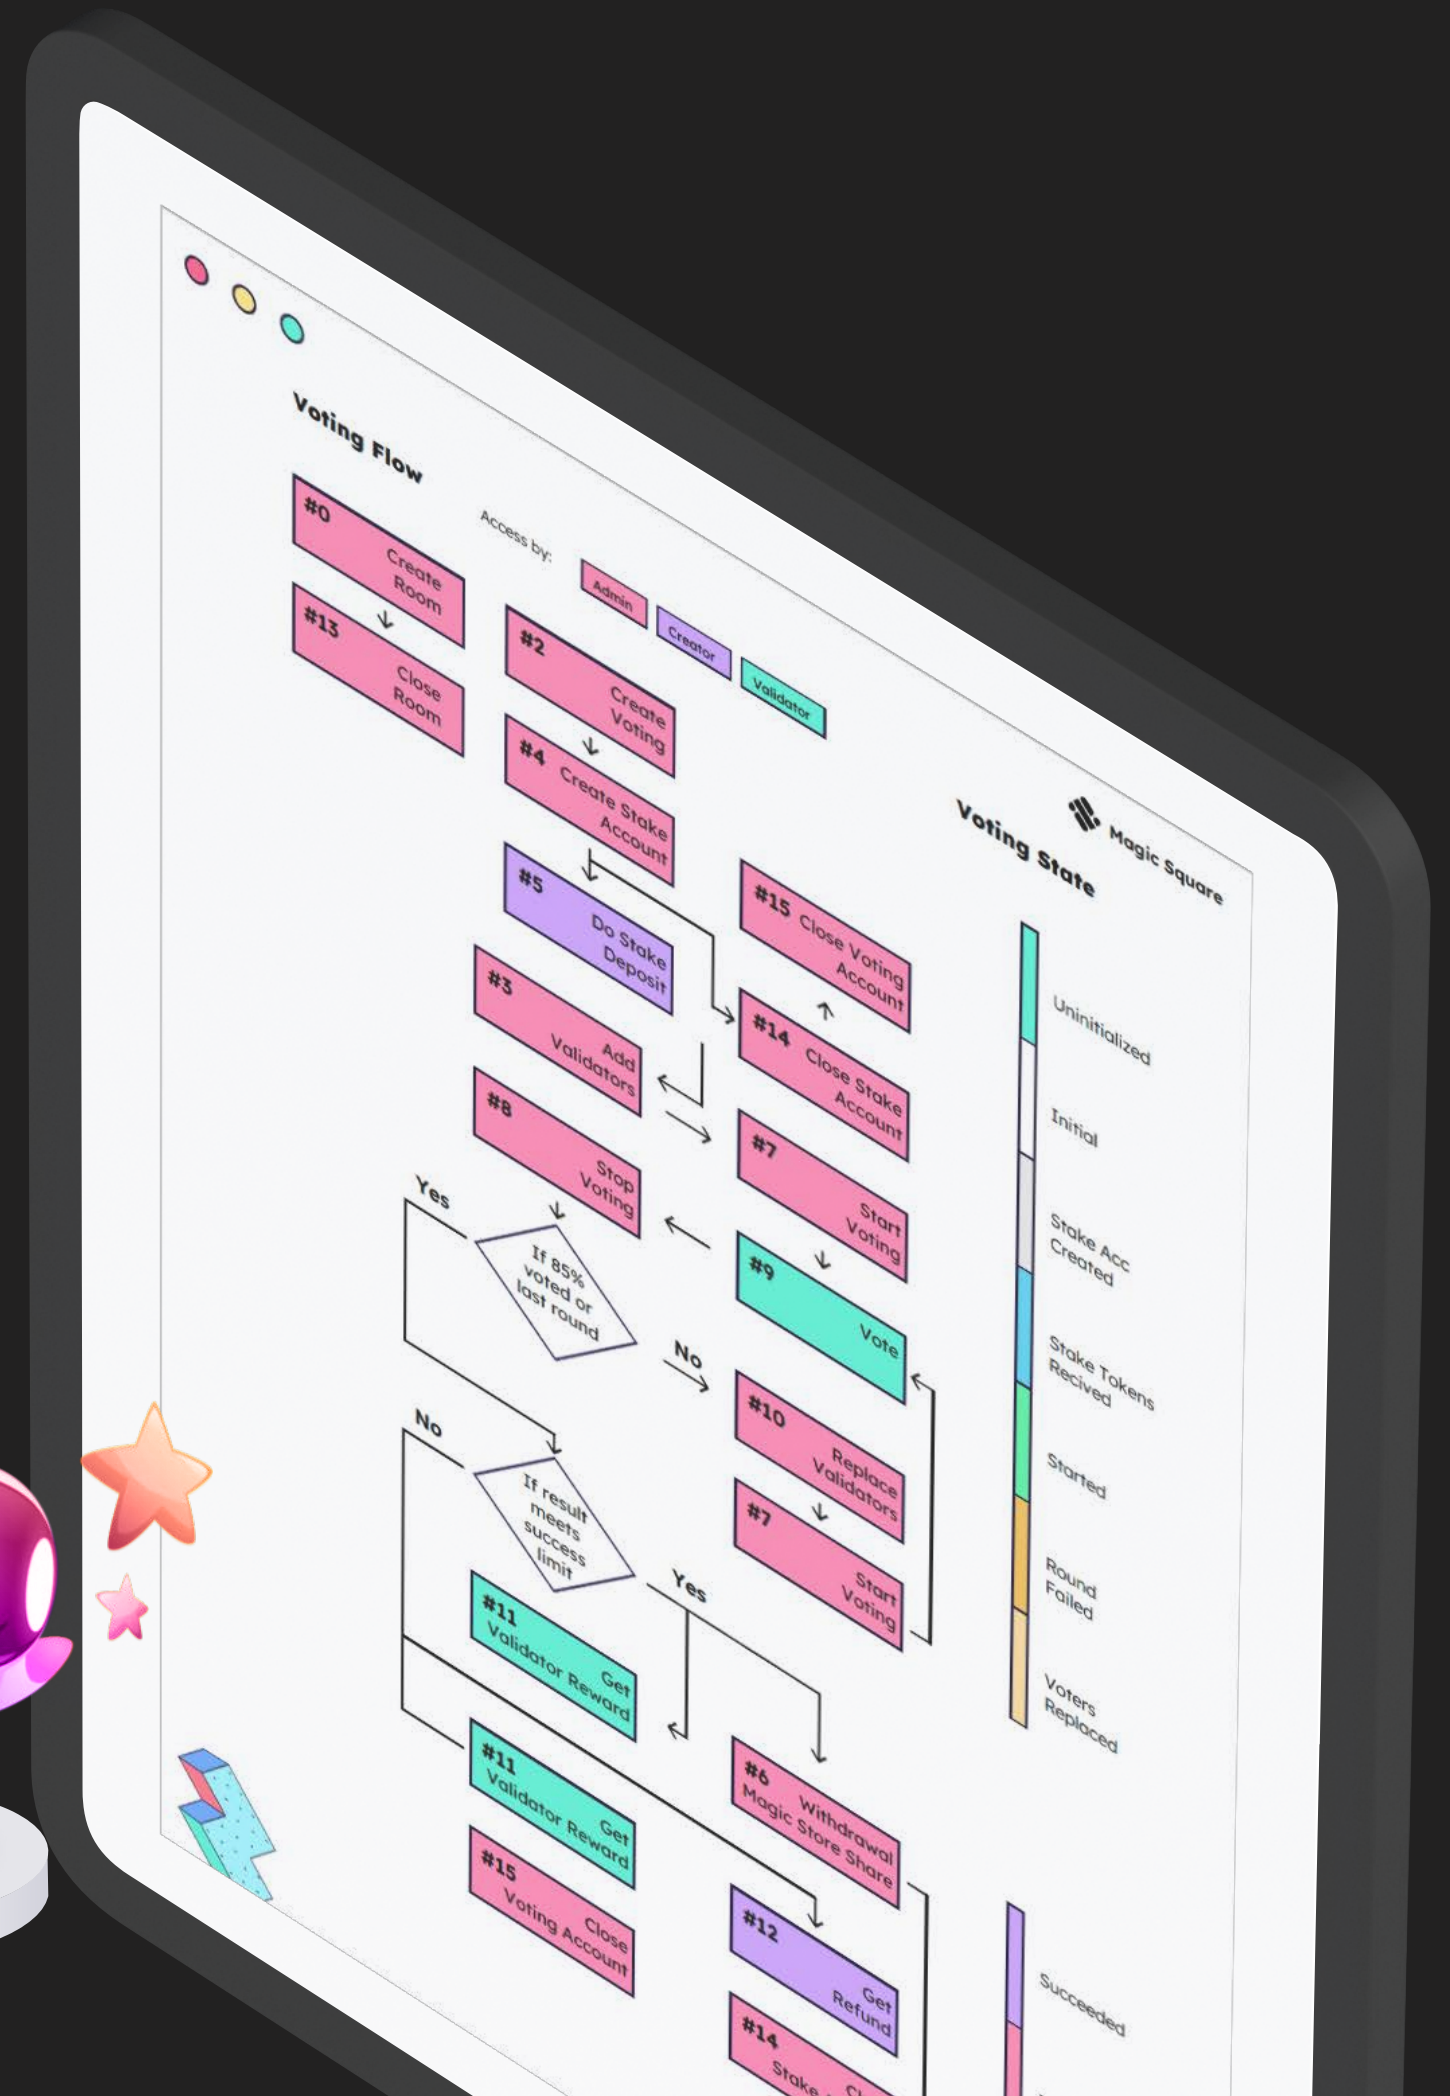 Voting Flow
#0
Create
Room
#13
Close
Room
Access by:
Admin
Creator
Validator
#2
Create
Voting
#4
Create Stake
Account
#5
Do Stake
Deposit
#3
Add
Validators
#8
Stop
Voting
Yes
If 85%
voted or
last round
No
No
If result
meets
success
limit
Yes
#11
Get
Validator Reward
#11
Get
Validator Reward
#15
Close
Voting Account
#15
Close Voting
Account
#14
Close Stake
Account
#7
Start
Voting
#9
Vote
#10
Replace
Validators
#7
Start
Voting
#6
Withdrawal
Magic Store Share
#12
Get
Refund
#14
Stake
Magic Square
Voting State
Uninitialized
Initial
Stake Acc
Created
Stake Tokens
Recived
Started
Round
Failed
Voters
Replaced
Succeeded